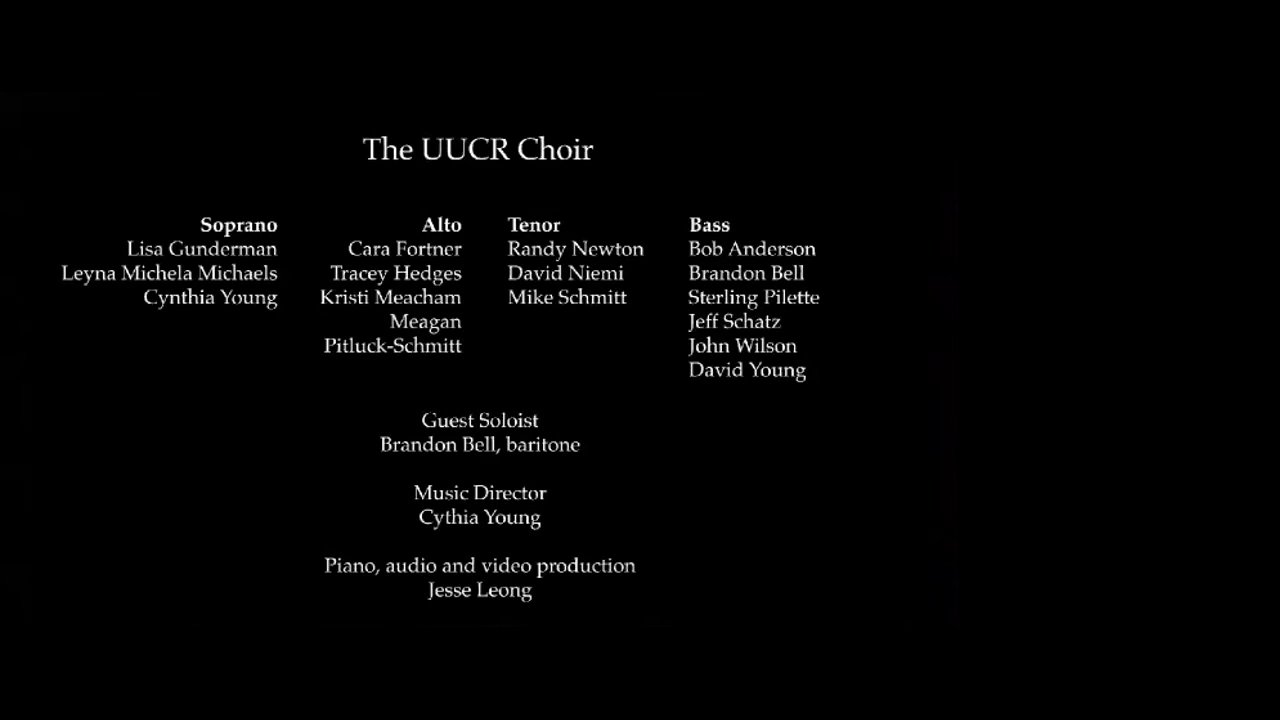 The UUCR Choir
Soprano
Lisa Gunderman
Leyna Michela Michaels
Cynthia Young
Alto
Cara Fortner
Tracey Hedges
Kristi Meacham
Meagan
Pitluck-Schmitt
Tenor
Randy Newton
David Niemi
Mike Schmitt
Bass
Bob Anderson
Brandon Bell
Sterling Pilette
Jeff Schatz
John Wilson
David Young
Guest Soloist
Brandon Bell, baritone
Music Director
Cythia Young
Piano, audio and video production
Jesse Leong